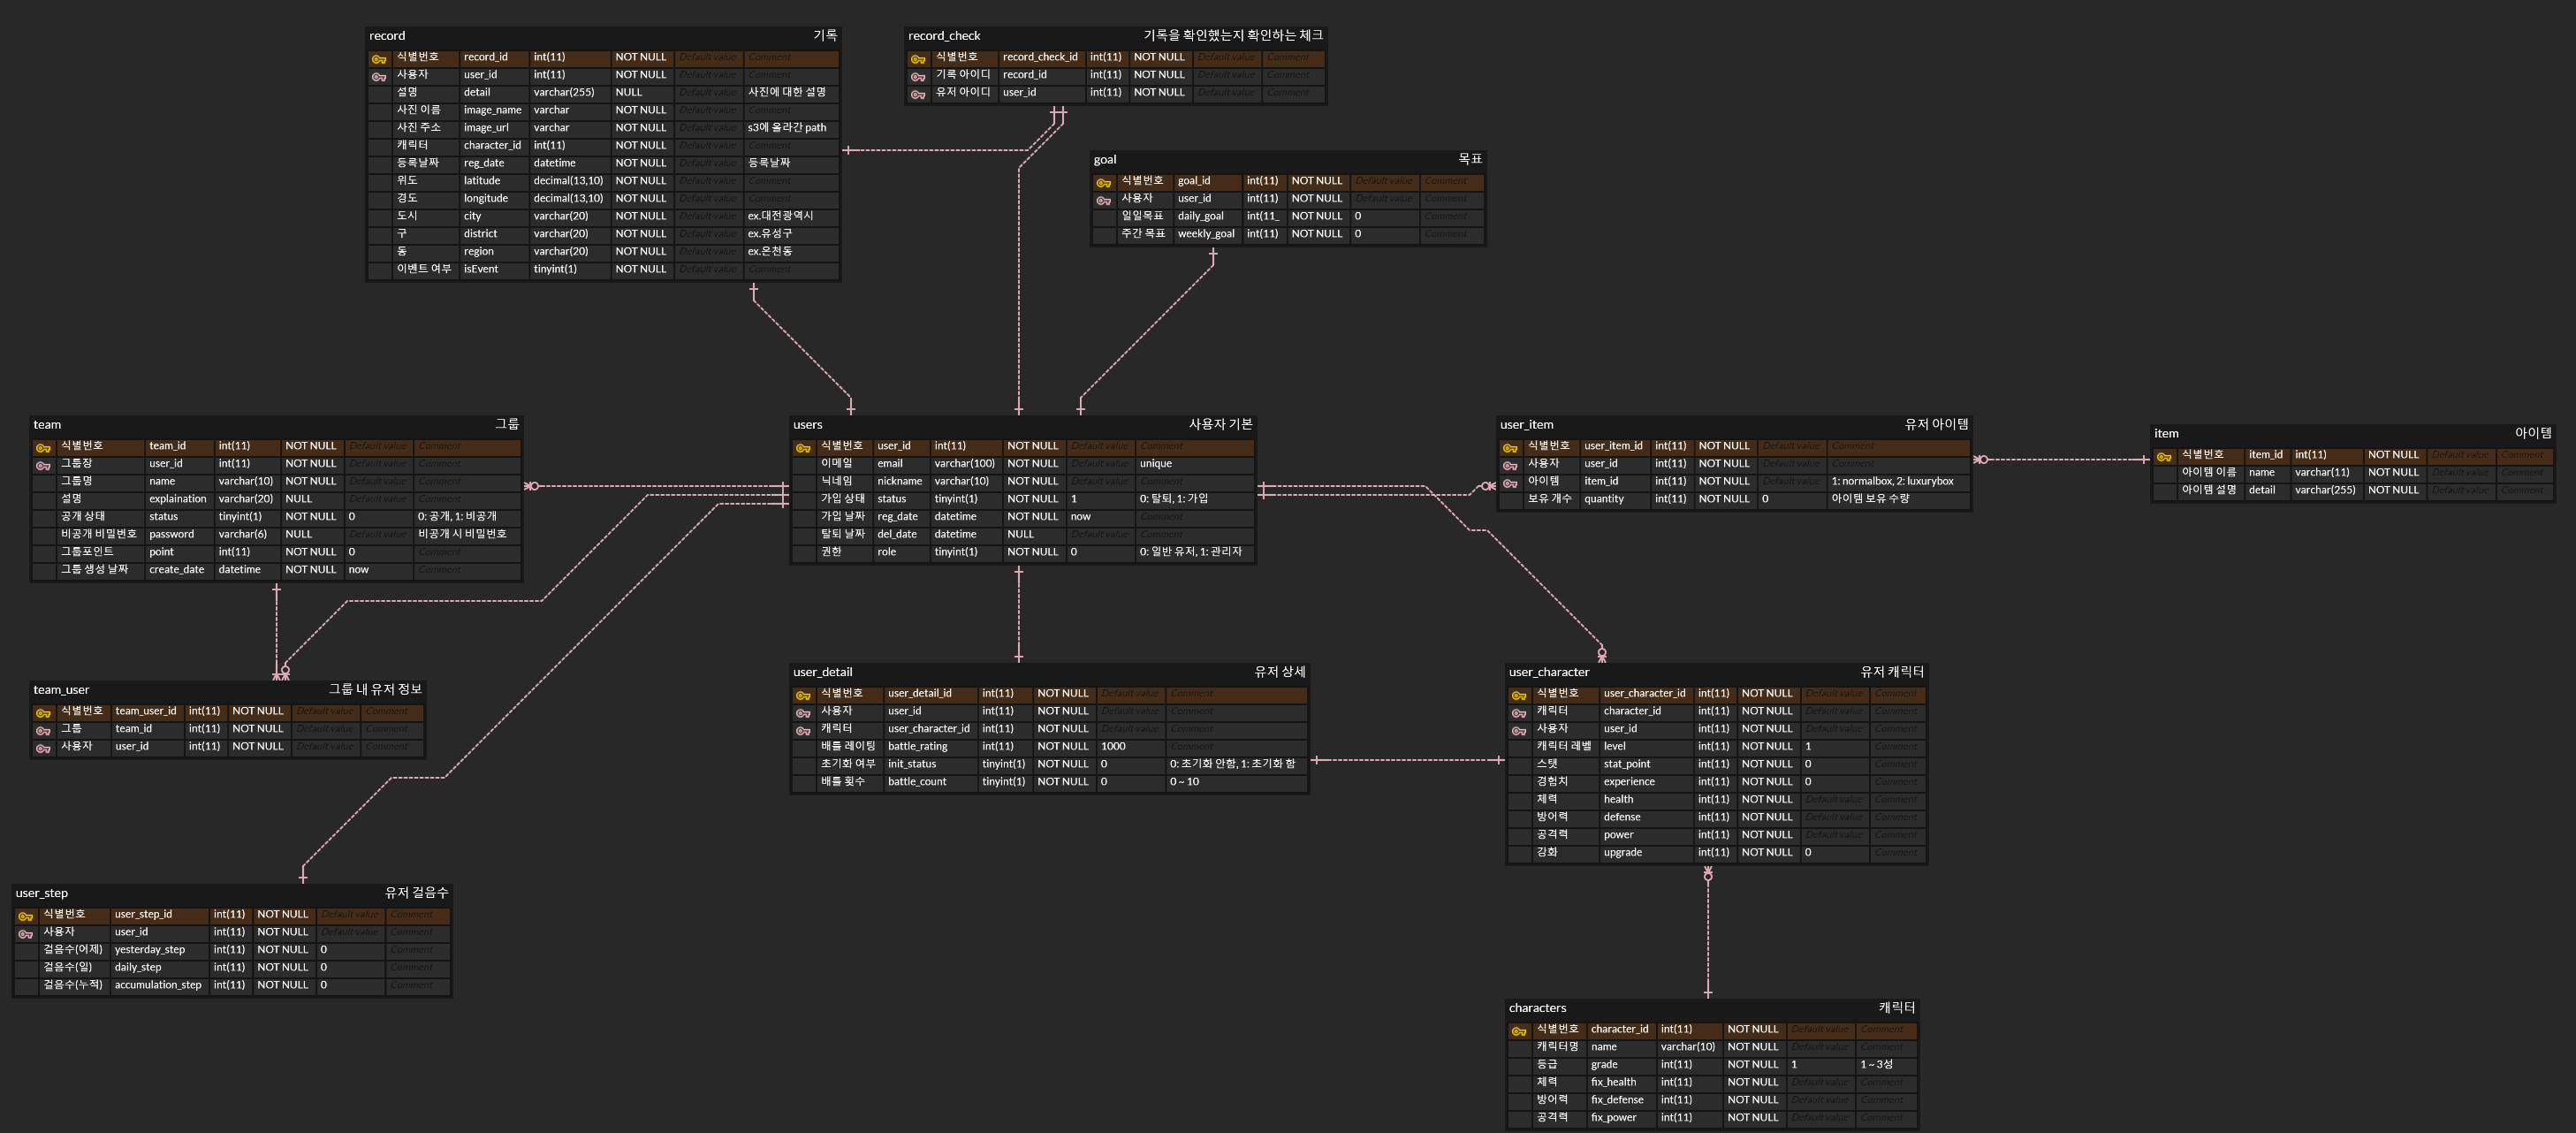 record 기록
식별번호 record_id int(11) NOT NULL Default value Comment
사용자 user_id int(11) NOT NULL Default value Comment
설명 detail varchar(255) NULL Default value 사진에 대한 설명
사진 이름 image_name varchar NOT NULL Default value Comment
사진 주소 image_url varchar NOT NULL Default value s3에 올라간 path
캐릭터 character_id int(11) NOT NULL Default value Comment
등록날짜 reg_date datetime NOT NULL Default value 등록날짜
위도 latitude decimal(13,10) NOT NULL Default value Comment
경도 longitude decimal(13,10) NOT NULL Default value Comment
도시 city varchar(20) NOT NULL Default value ex.대전광역시
구 district varchar(20) NOT NULL Default value ex.유성구
동 region varchar(20) NOT NULL Default value ex.온천동
이벤트 여부 isEvent tinyint(1) NOT NULL Default value Comment
record_check 기록을 확인했는지 확인하는 체크
식별번호 record_check_id int(11) NOT NULL Default value Comment
기록 아이디 record_id int(11) NOT NULL Default value Comment
유저 아이디 user_id int(11) NOT NULL Default value Comment
goal 목표
식별번호 goal_id int(11) NOT NULL Default value Comment
사용자 user_id int(11) NOT NULL Default value Comment
일일목표 daily_goal int(11_ NOT NULL 0 Comment
주간 목표 weekly_goal int(11) NOT NULL 0 Comment
team 그룹
식별번호 team_id int(11) NOT NULL Default value Comment
그룹장 user_id int(11) NOT NULL Default value Comment
그룹명 name varchar(10) NOT NULL Default value Comment
설명 explaination varchar(20) NULL Default value Comment
공개 상태 status tinyint(1) NOT NULL 0 0: 공개, 1: 비공개
비공개 비밀번호 password varchar(6) NULL Default value 비공개 시 비밀번호
그룹포인트 point int(11) NOT NULL 0 Comment
그룹 생성 날짜 create_date datetime NOT NULL now Comment
users 사용자 기본
식별번호 user_id int(11) NOT NULL Default value Comment
이메일 email varchar(100) NOT NULL Default value unique
닉네임 nickname varchar(10) NOT NULL Default value Comment
가입 상태 status tinyint(1) NOT NULL 1 0: 탈퇴, 1: 가입
가입 날짜 reg_date datetime NOT NULL now Comment
탈퇴 날짜 del_date datetime NULL Default value Comment
권한 role tinyint(1) NOT NULL 0 0: 일반 유저, 1: 관리자
user_item 유저 아이템
식별번호 user_item_id int(11) NOT NULL Default value Comment
사용자 user_id int(11) NOT NULL Default value Comment
아이템 item_id int(11) NOT NULL Default value 1: normalbox, 2: luxurybox
보유 개수 quantity int(11) NOT NULL 0 아이템 보유 수량
item 아이템
식별번호 item_id int(11) NOT NULL Default value Comment
아이템 이름 name varchar(11) NOT NULL Default value Comment
아이템 설명 detail varchar(255) NULL Default value Comment
team_user 그룹 내 유저 정보
식별번호 team_user_id int(11) NOT NULL Default value Comment
그룹 team_id int(11) NOT NULL Default value Comment
사용자 user_id int(11) NOT NULL Default value Comment
user_detail 유저 상세
식별번호 user_detail_id int(11) NOT NULL Default value Comment
사용자 user_id int(11) NOT NULL Default value Comment
캐릭터 user_character_id int(11) NOT NULL Default value Comment
배틀 레이팅 battle_rating int(11) NOT NULL 1000 Comment
초기화 여부 init_status tinyint(1) NOT NULL 0 0: 초기화 안함, 1: 초기화 함
배틀 횟수 battle_count tinyint(1) NOT NULL 0 0 ~ 10
user_character 유저 캐릭터
식별번호 user_character_id int(11) NOT NULL Default value Comment
캐릭터 character_id int(11) NOT NULL Default value Comment
사용자 user_id int(11) NOT NULL Default value Comment
캐릭터 레벨 level int(11) NOT NULL 1 Comment
스탯 stat_point int(11) NOT NULL 0 Comment
경험치 experience int(11) NOT NULL 0 Comment
체력 health int(11) NOT NULL Default value Comment
방어력 defense int(11) NOT NULL Default value Comment
공격력 power int(11) NOT NULL Default value Comment
강화 upgrade int(11) NOT NULL 0 Comment
user_step 유저 걸음수
식별번호 user_step_id int(11) NOT NULL Default value Comment
사용자 user_id int(11) NOT NULL Default value Comment
걸음수(어제) yesterday_step int(11) NOT NULL 0 Comment
걸음수(일) daily_step int(11) NOT NULL 0 Comment
걸음수(누적) accumulation_step int(11) NOT NULL 0 Comment
characters 캐릭터
식별번호 character_id int(11) NOT NULL Default value Comment
캐릭터명 name varchar(10) NOT NULL Default value Comment
등급 grade int(11) NOT NULL 1 1 ~ 3성
체력 fix_health int(11) NOT NULL Default value Comment
방어력 fix_defense int(11) NOT NULL Default value Comment
공격력 fix_power int(11) NOT NULL Default value Comment